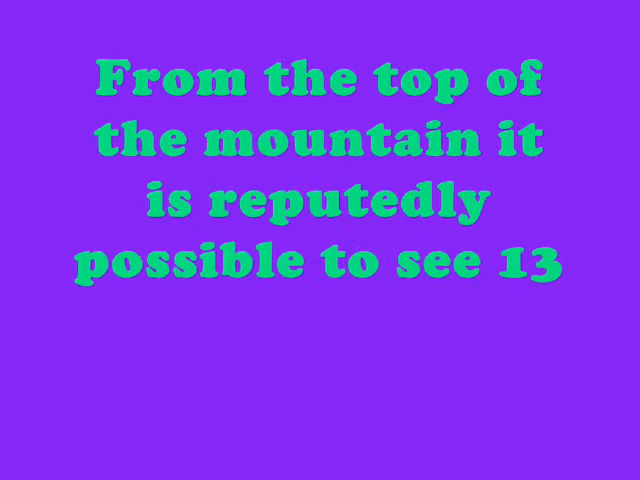 From the top of
the mountain it
is reputedly
possible to see 13